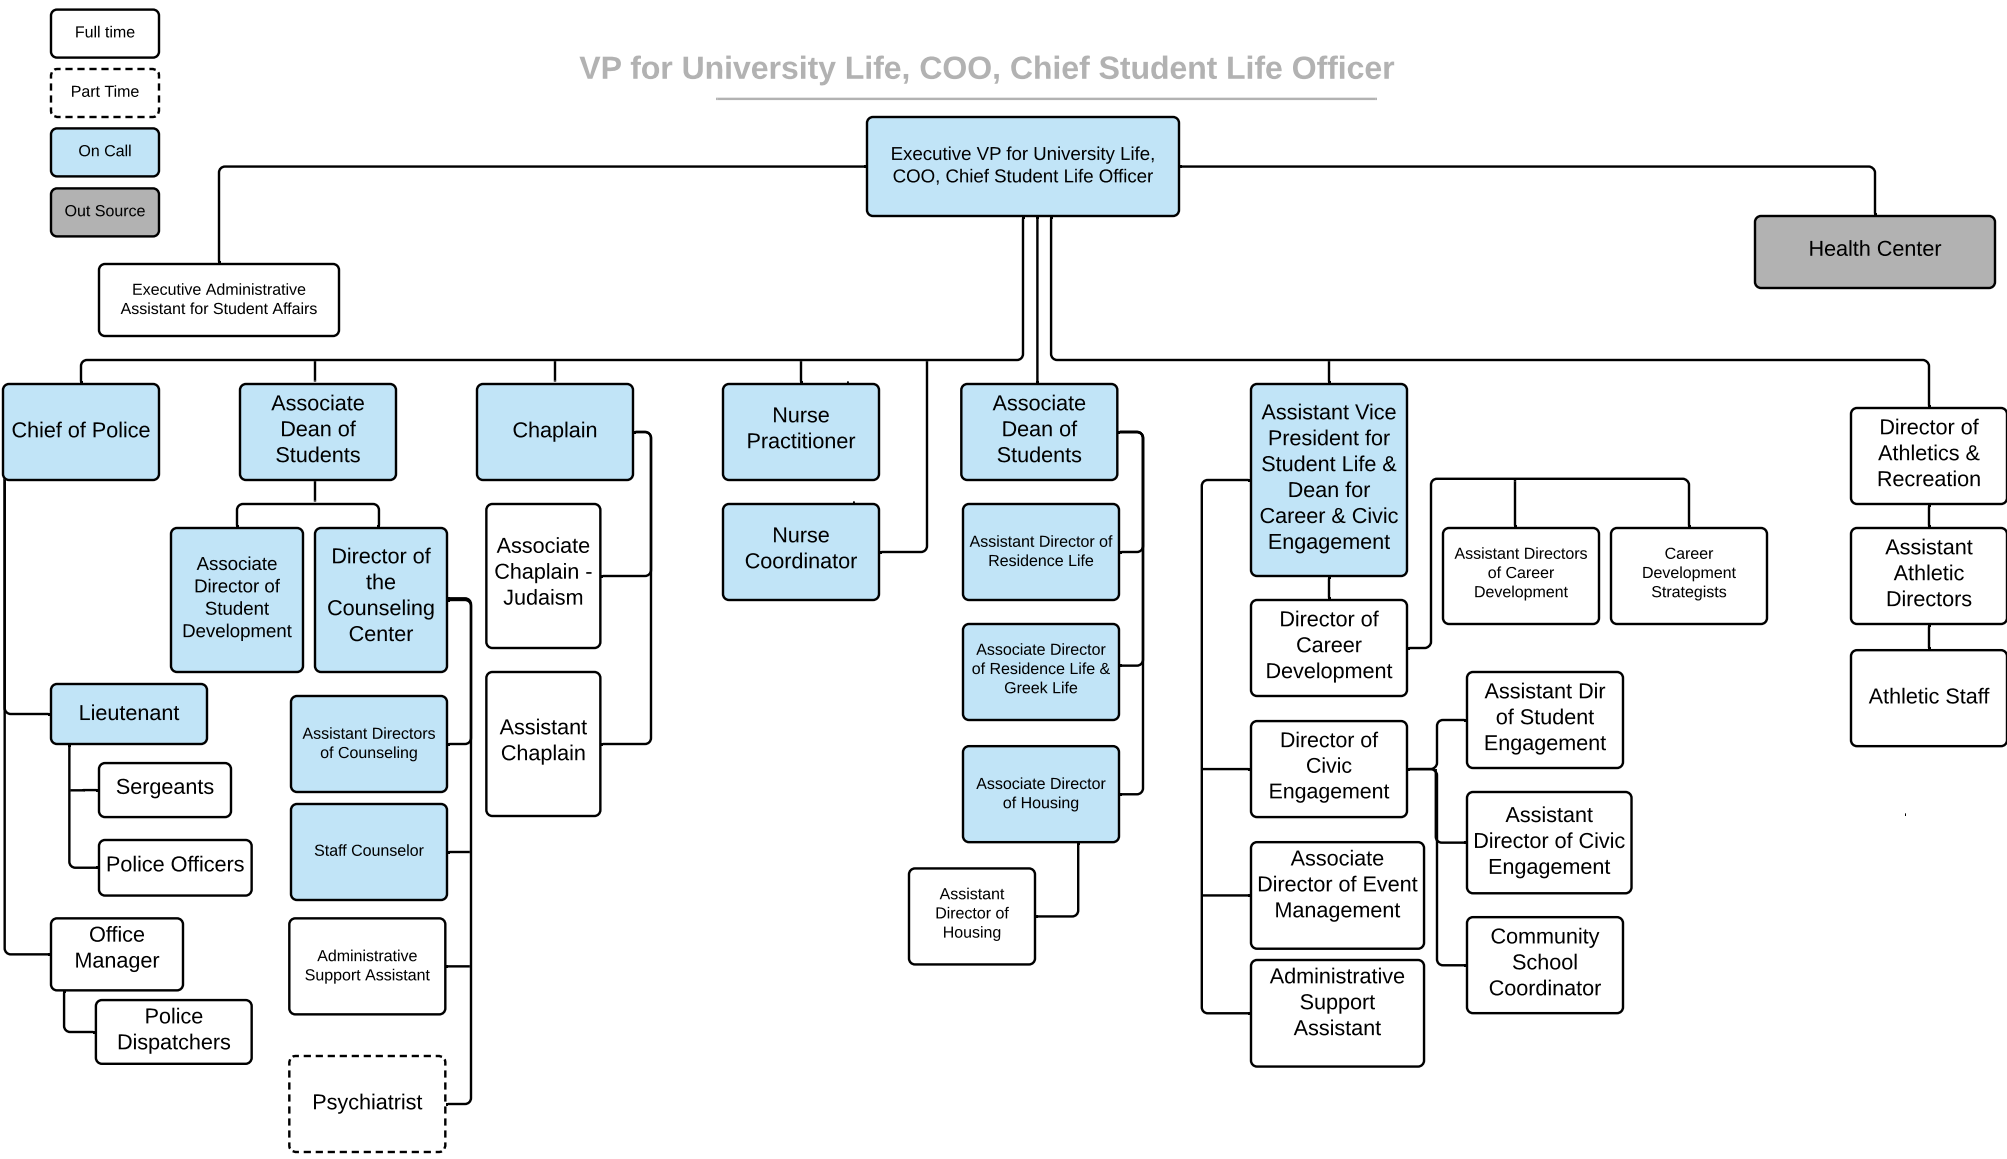 Full time
Part Time
On Call
Out Source
VP for University Life, COO, Chief Student Life Officer
Executive VP for University Life,
COO, Chief Student Life Officer
Health Center
Executive Administrative
Assistant for Student Affairs
Chief of Police
Associate
Dean of
Students
Chaplain
Nurse
Practitioner
Associate
Dean of
Students
Assistant Vice
President for
Student Life &
Dean for
Career & Civic
Engagement
Director of
Athletics &
Recreation
Associate
Director of
Student
Development
Director of
the
Counseling
Center
Associate
Chaplain -
Judaism
Nurse
Coordinator
Assistant Director of
Residence Life
Assistant Directors
of Career
Development
Career
Development
Strategists
Assistant
Athletic
Directors
Director of
Career
Development
Associate Director
of Residence Life &
Greek Life
Athletic Staff
Lieutenant
Assistant Directors
of Counseling
Assistant
Chaplain
Assistant Dir
of Student
Engagement
Director of
Civic
Engagement
Associate Director
of Housing
Sergeants
Police Officers
Staff Counselor
Assistant
Director of Civic
Engagement
Associate
Director of Event
Management
Assistant
Director of
Housing
Office
Manager
Administrative
Support Assistant
Community
School
Coordinator
Administrative
Support
Assistant
Police
Dispatchers
Psychiatrist